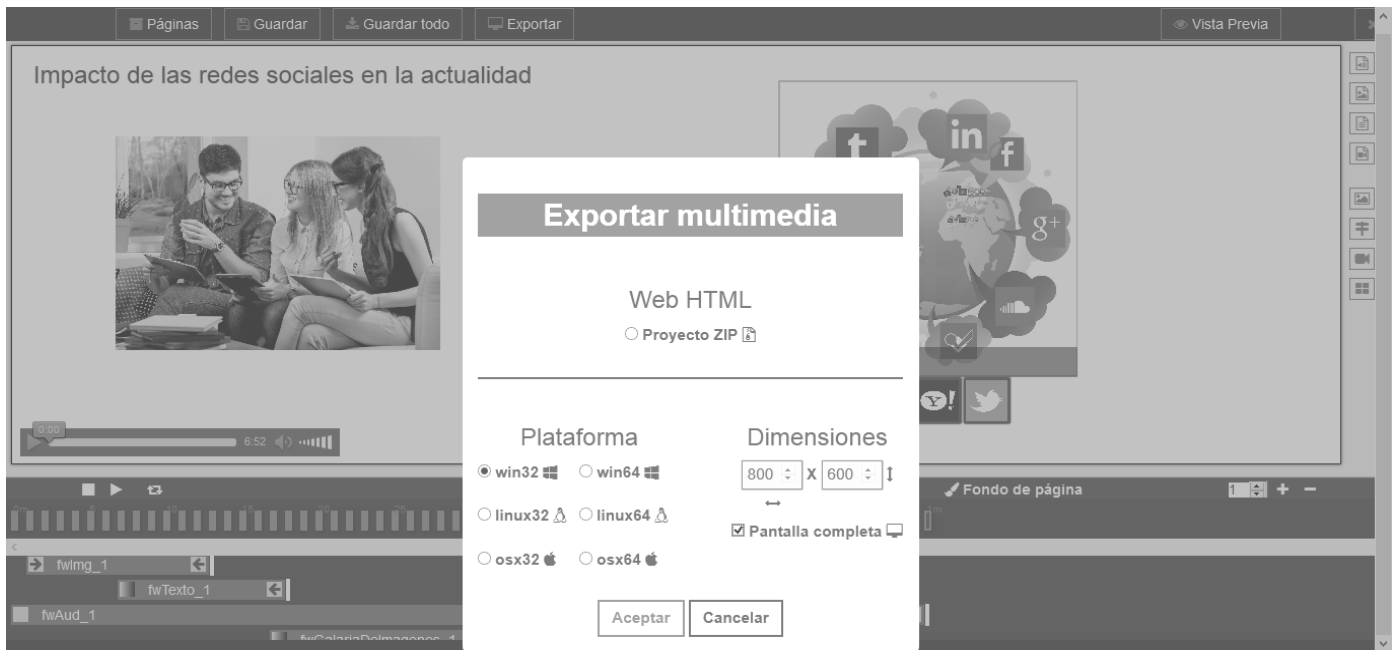 Páginas Guardar Guardar todo Exportar Vista Previa
Impacto de las redes sociales en la actualidad
t in f
g+
Y!
0:00
6:52
Exportar multimedia
Web HTML
Proyecto ZIP
Plataforma Dimensiones
win32 win64 800 X 600
linux32 linux64
Pantalla completa
osx32 osx64
Aceptar Cancelar
Fondo de página 1
fwImg_1
fwTexto_1
fwAud_1
fwGalariaDeImagenes_1